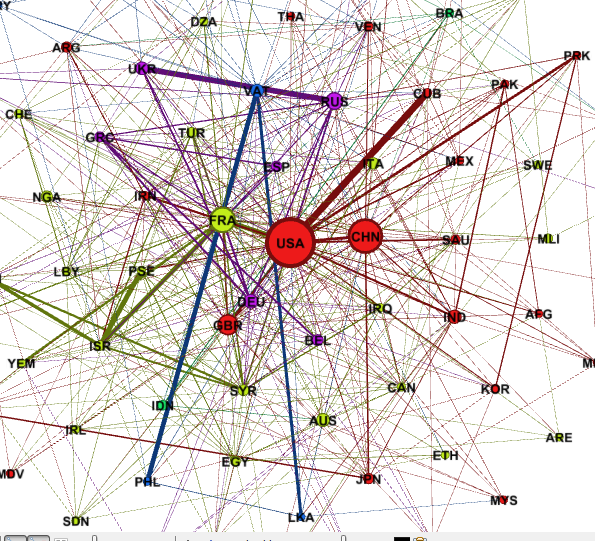 THA
BRA
DZA
VEN
ARG
PRK
UKR
PAK
VAT
CUB
RUS
CHE
TUR
GRC
ESP
ITA
MEX
SWE
NGA
IRN
FRA
USA
CHN
SAU
MLI
LBY
PSE
DEU
IRQ
AFG
IND
GBR
BEL
ISR
YEM
SYR
CAN
KOR
IDN
AUS
IRL
ARE
ETH
EGY
MDV
PHL
JPN
MYS
LKA
SDN